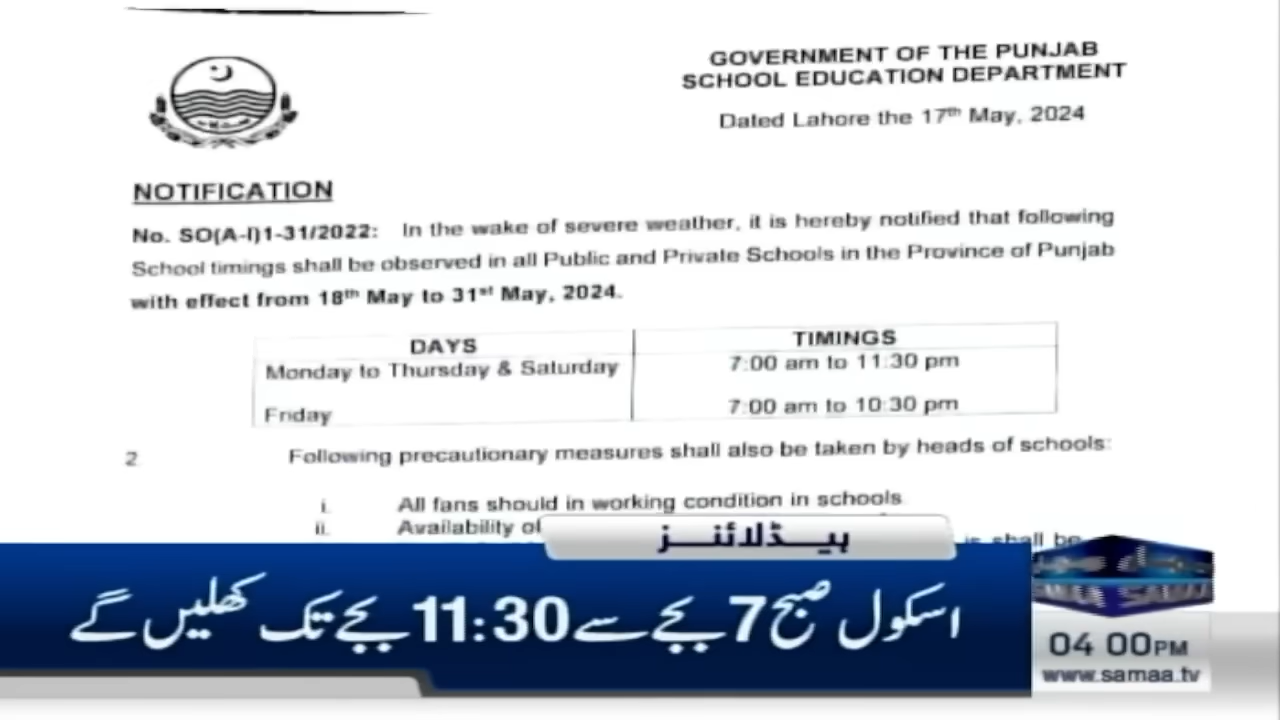 GOVERNMENT OF THE PUNJAB
SCHOOL EDUCATION DEPARTMENT
Dated Lahore the 17th May, 2024
NOTIFICATION
No. SO(A-I)1-31/2022: In the wake of severe weather, it is hereby notified that following
School timings shall be observed in all Public and Private Schools in the Province of Punjab
with effect from 18th May to 31st May, 2024.
DAYS TIMINGS
Monday to Thursday & Saturday 7:00 am to 11:30 pm
Friday 7:00 am to 10:30 pm
2 Following precautionary measures shall also be taken by heads of schools:
i. All fans should in working condition in schools
ii. Availability of
shall be
ہیڈلائنز
اسکول صبح 7 بجے سے 11:30 بجے تک کھلیں گے
SAMAA
04 00PM
www.samaa.tv